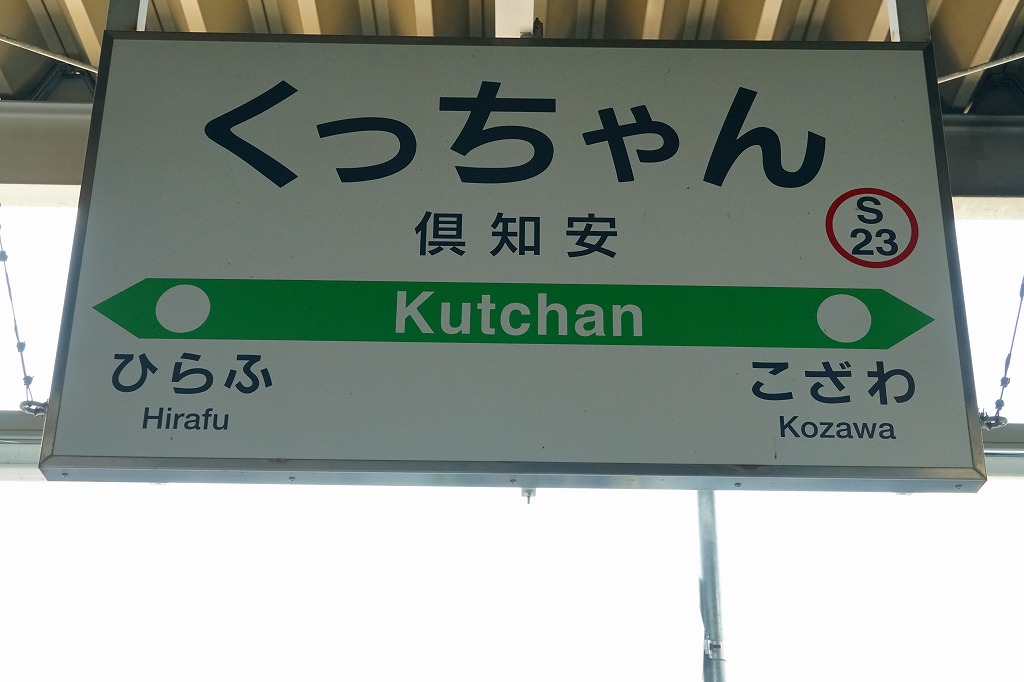 くっちゃん
倶知安
S
23
Kutchan
ひらふ
Hirafu
こざわ
Kozawa